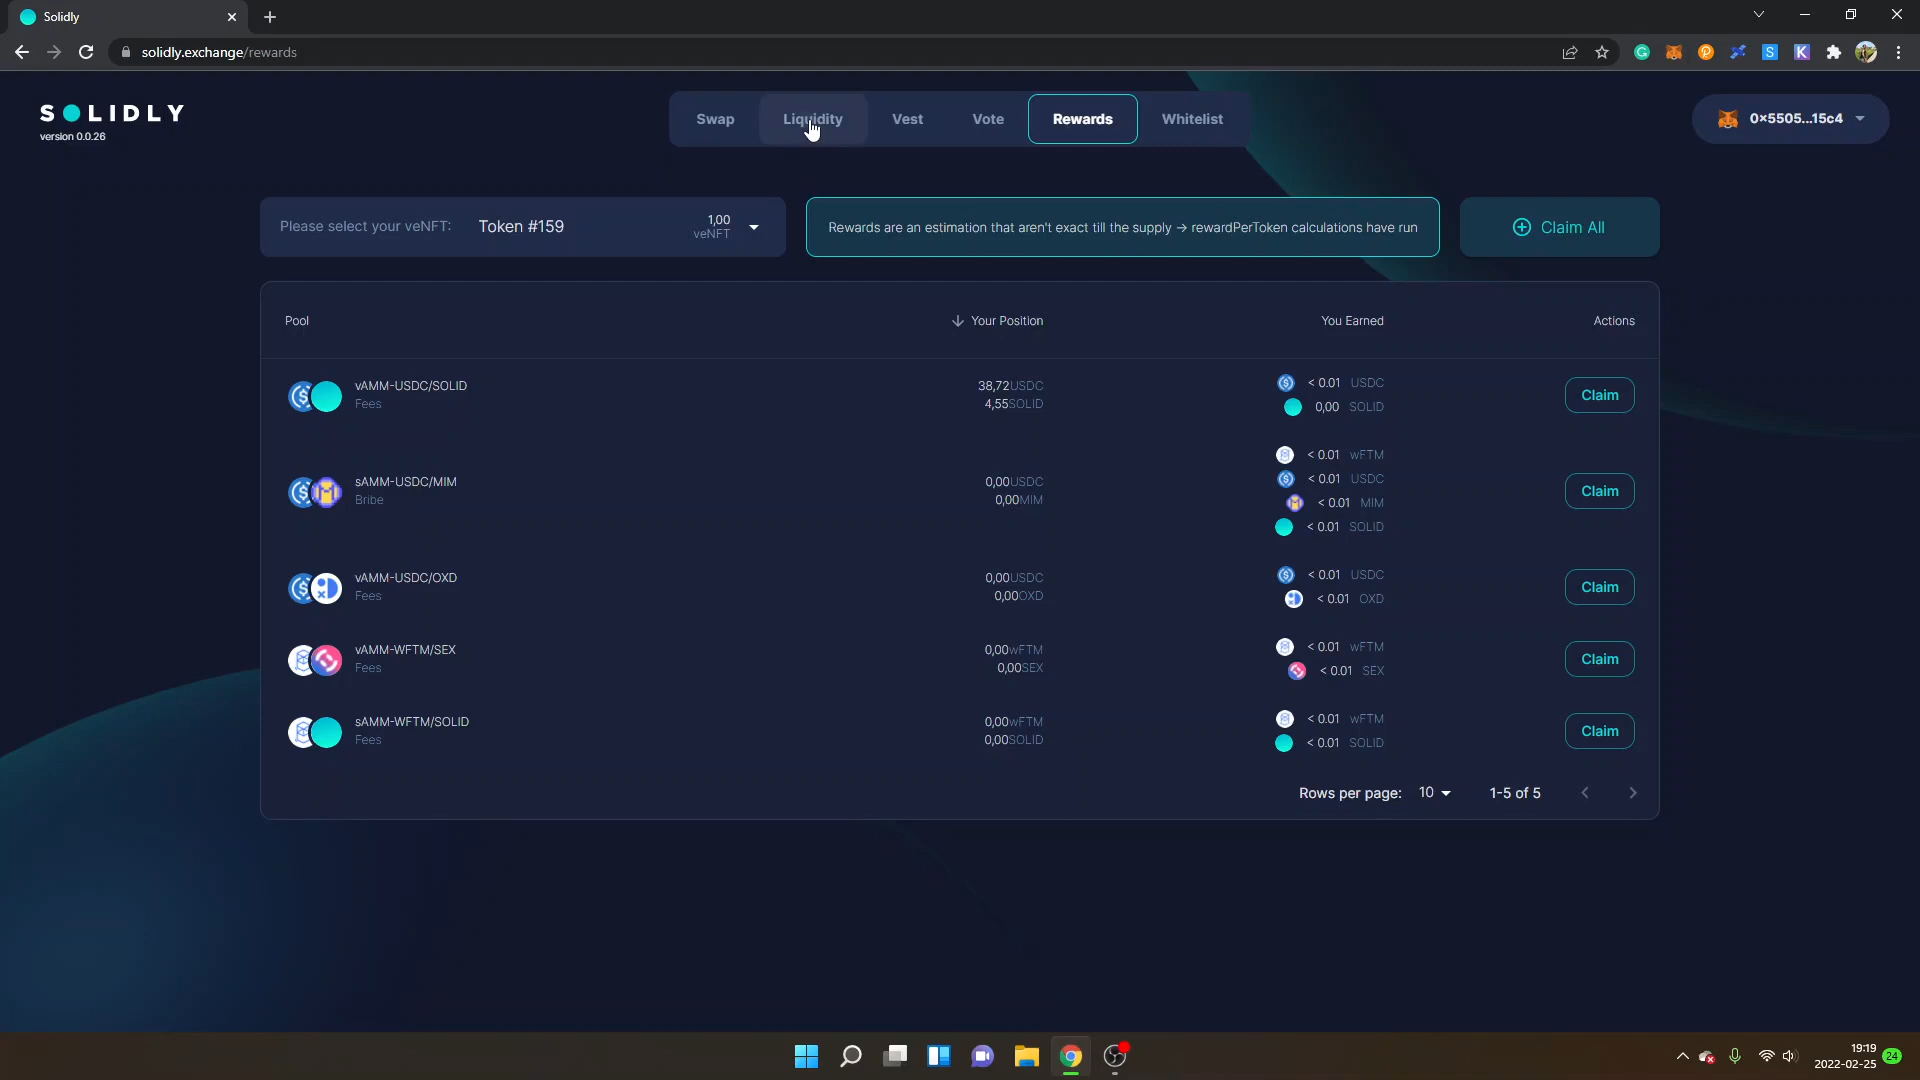 Solidly
solidly.exchange/rewards
SOLIDLY
version 0.0.26
Swap
Liquidity
Vest
Vote
Rewards
Whitelist
0×5505...15c4
Please select your veNFT:
Token #159
1,00
veNFT
Rewards are an estimation that aren't exact till the supply → rewardPerToken calculations have run
Claim All
Pool
Your Position
You Earned
Actions
vAMM-USDC/SOLID
Fees
38,72USDC
4,55SOLID
< 0.01 USDC
0,00 SOLID
Claim
sAMM-USDC/MIM
Bribe
0,00USDC
0,00MIM
< 0.01 wFTM
< 0.01 USDC
< 0.01 MIM
< 0.01 SOLID
Claim
vAMM-USDC/OXD
Fees
0,00USDC
0,00OXD
< 0.01 USDC
< 0.01 OXD
Claim
vAMM-WFTM/SEX
Fees
0,00wFTM
0,00SEX
< 0.01 wFTM
< 0.01 SEX
Claim
sAMM-WFTM/SOLID
Fees
0,00wFTM
0,00SOLID
< 0.01 wFTM
< 0.01 SOLID
Claim
Rows per page: 10
1-5 of 5
19:19
2022-02-25
24